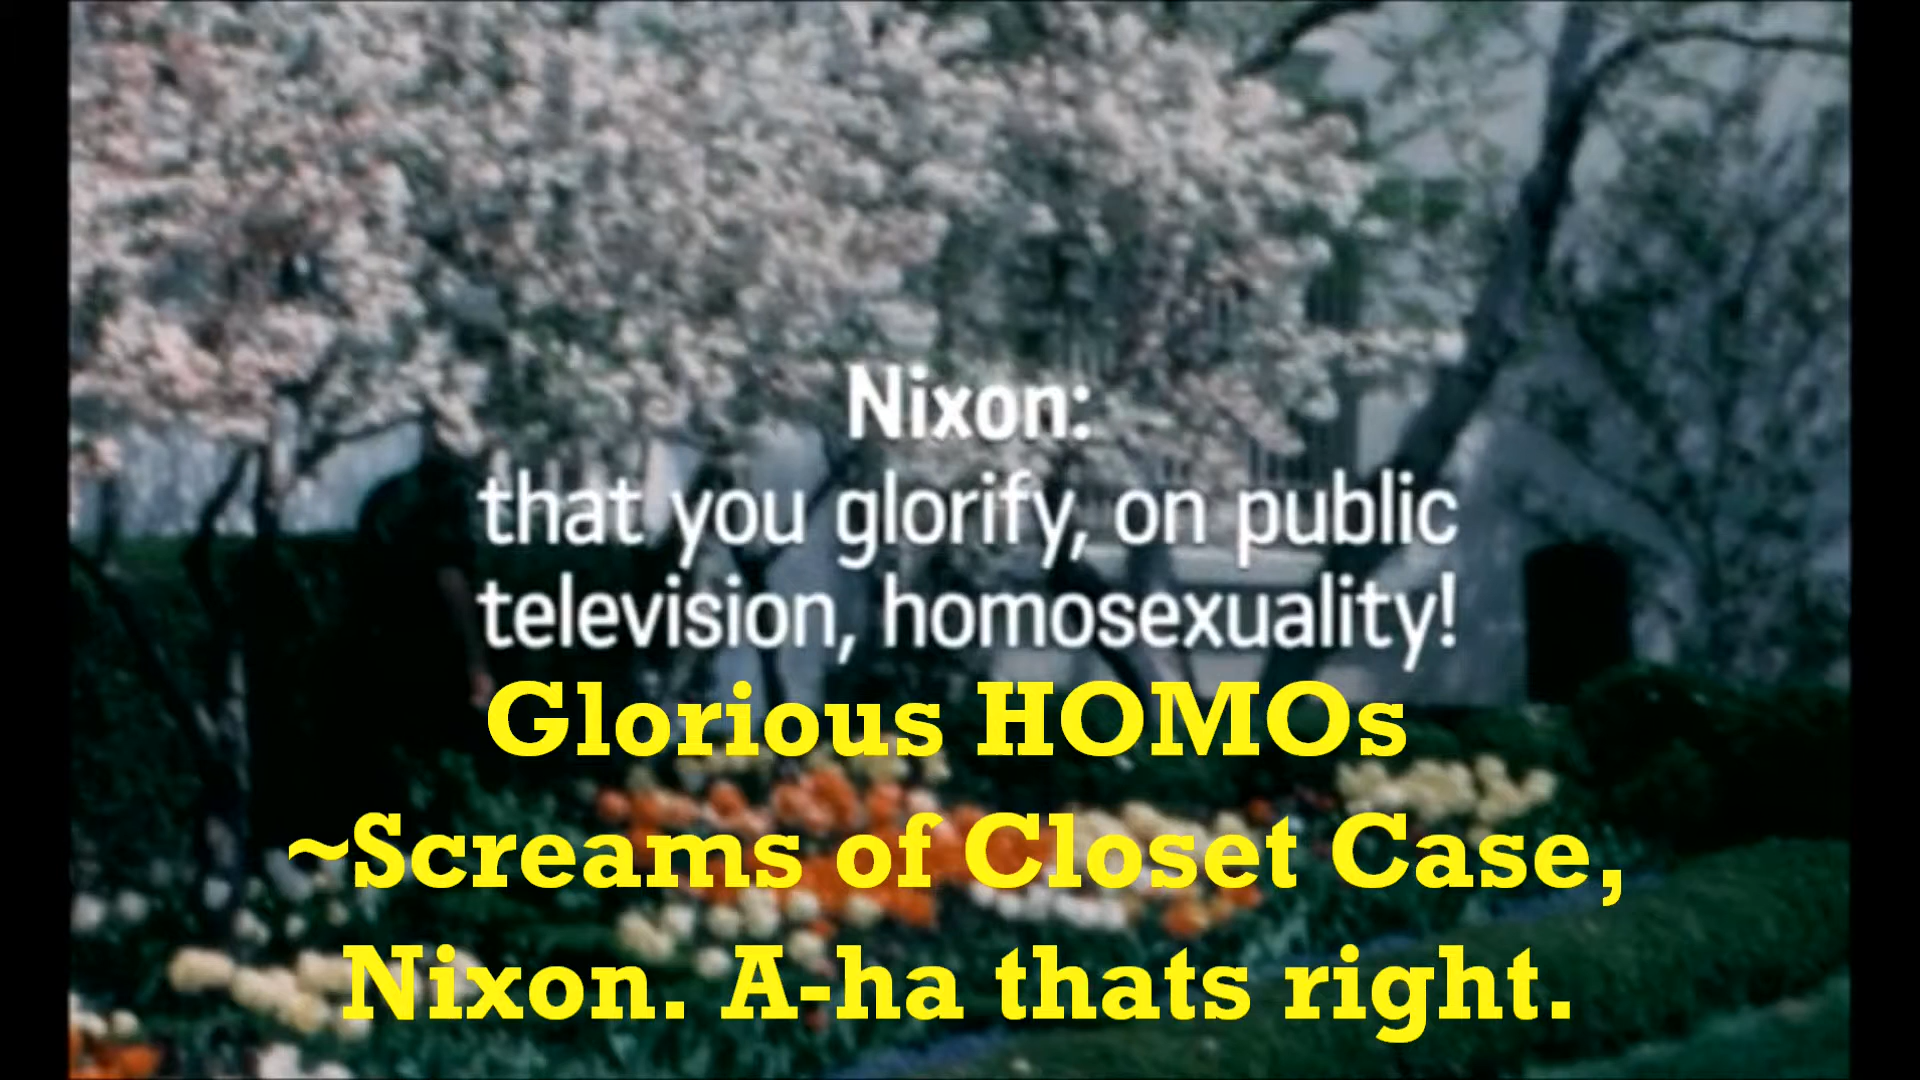 Nixon:
that you glorify, on public
television, homosexuality!
Glorious HOMOs
~Screams of Closet Case,
Nixon. A-ha thats right.